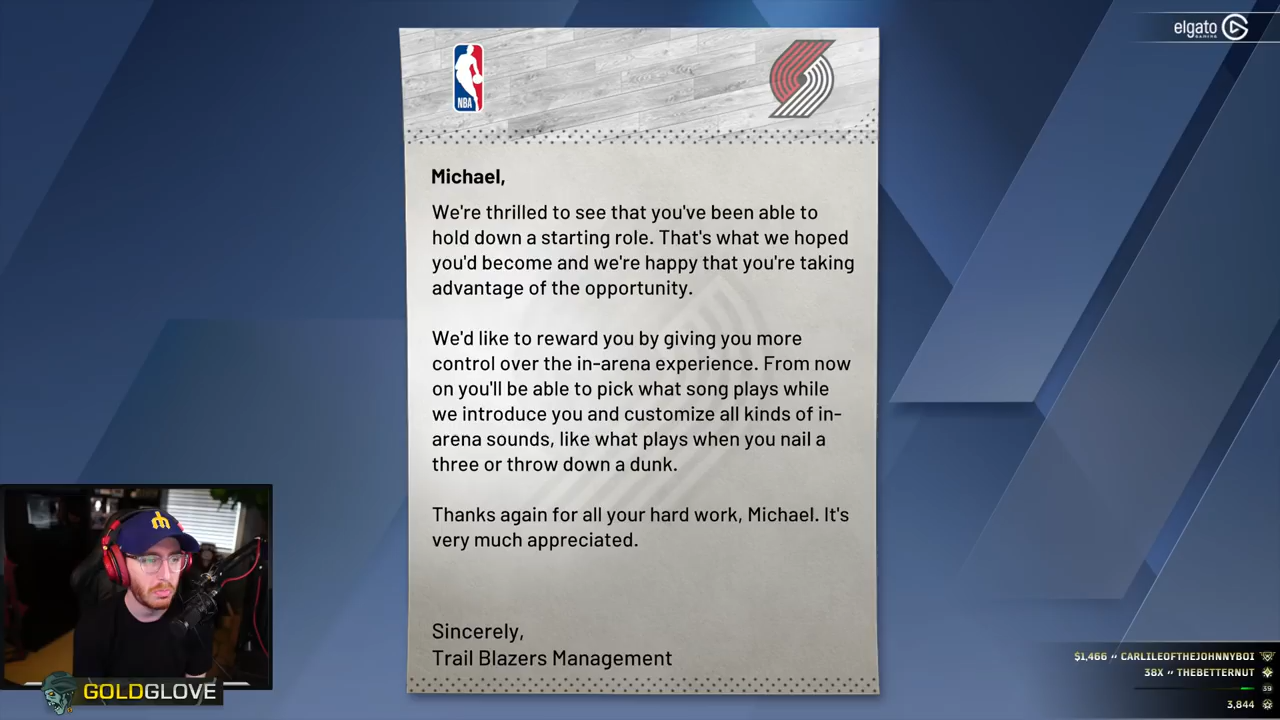 elgato
GAMING
NBA
Michael,
We're thrilled to see that you've been able to
hold down a starting role. That's what we hoped
you'd become and we're happy that you're taking
advantage of the opportunity.
We'd like to reward you by giving you more
control over the in-arena experience. From now
on you'll be able to pick what song plays while
we introduce you and customize all kinds of in-
arena sounds, like what plays when you nail a
three or throw down a dunk.
Thanks again for all your hard work, Michael. It's
very much appreciated.
Sincerely,
Trail Blazers Management
GOLDGLOVE
$1,466 // CARLILEOFTHEJOHNNYBOI
38X // THEBETTERNUT
39
3,844